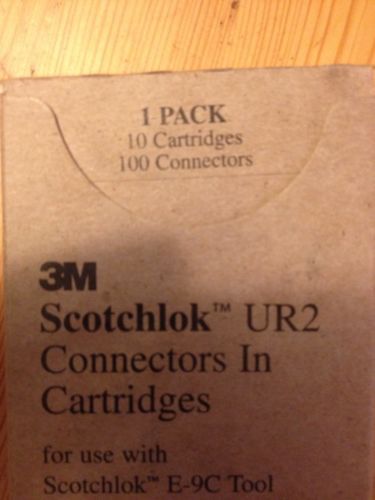 1 PACK
10 Cartridges
100 Connectors
3M
Scotchlok™ UR2
Connectors In
Cartridges
for use with
Scotchlok™ E-9C Tool